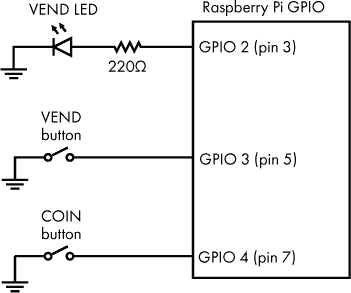 VEND LED
Raspberry Pi GPIO
220Ω
GPIO 2 (pin 3)
VEND
button
GPIO 3 (pin 5)
COIN
button
GPIO 4 (pin 7)